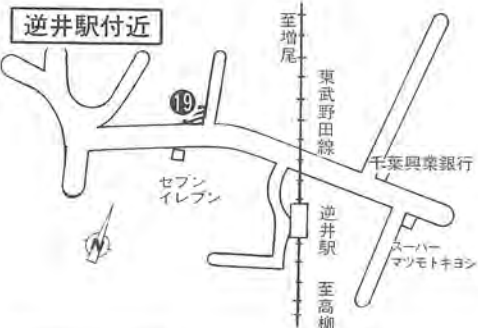 逆井駅付近
至増尾
東武野田線
⓳
千葉興業銀行
セブン
イレブン
逆井駅
スーパー
マツモトキヨシ
N
至高柳